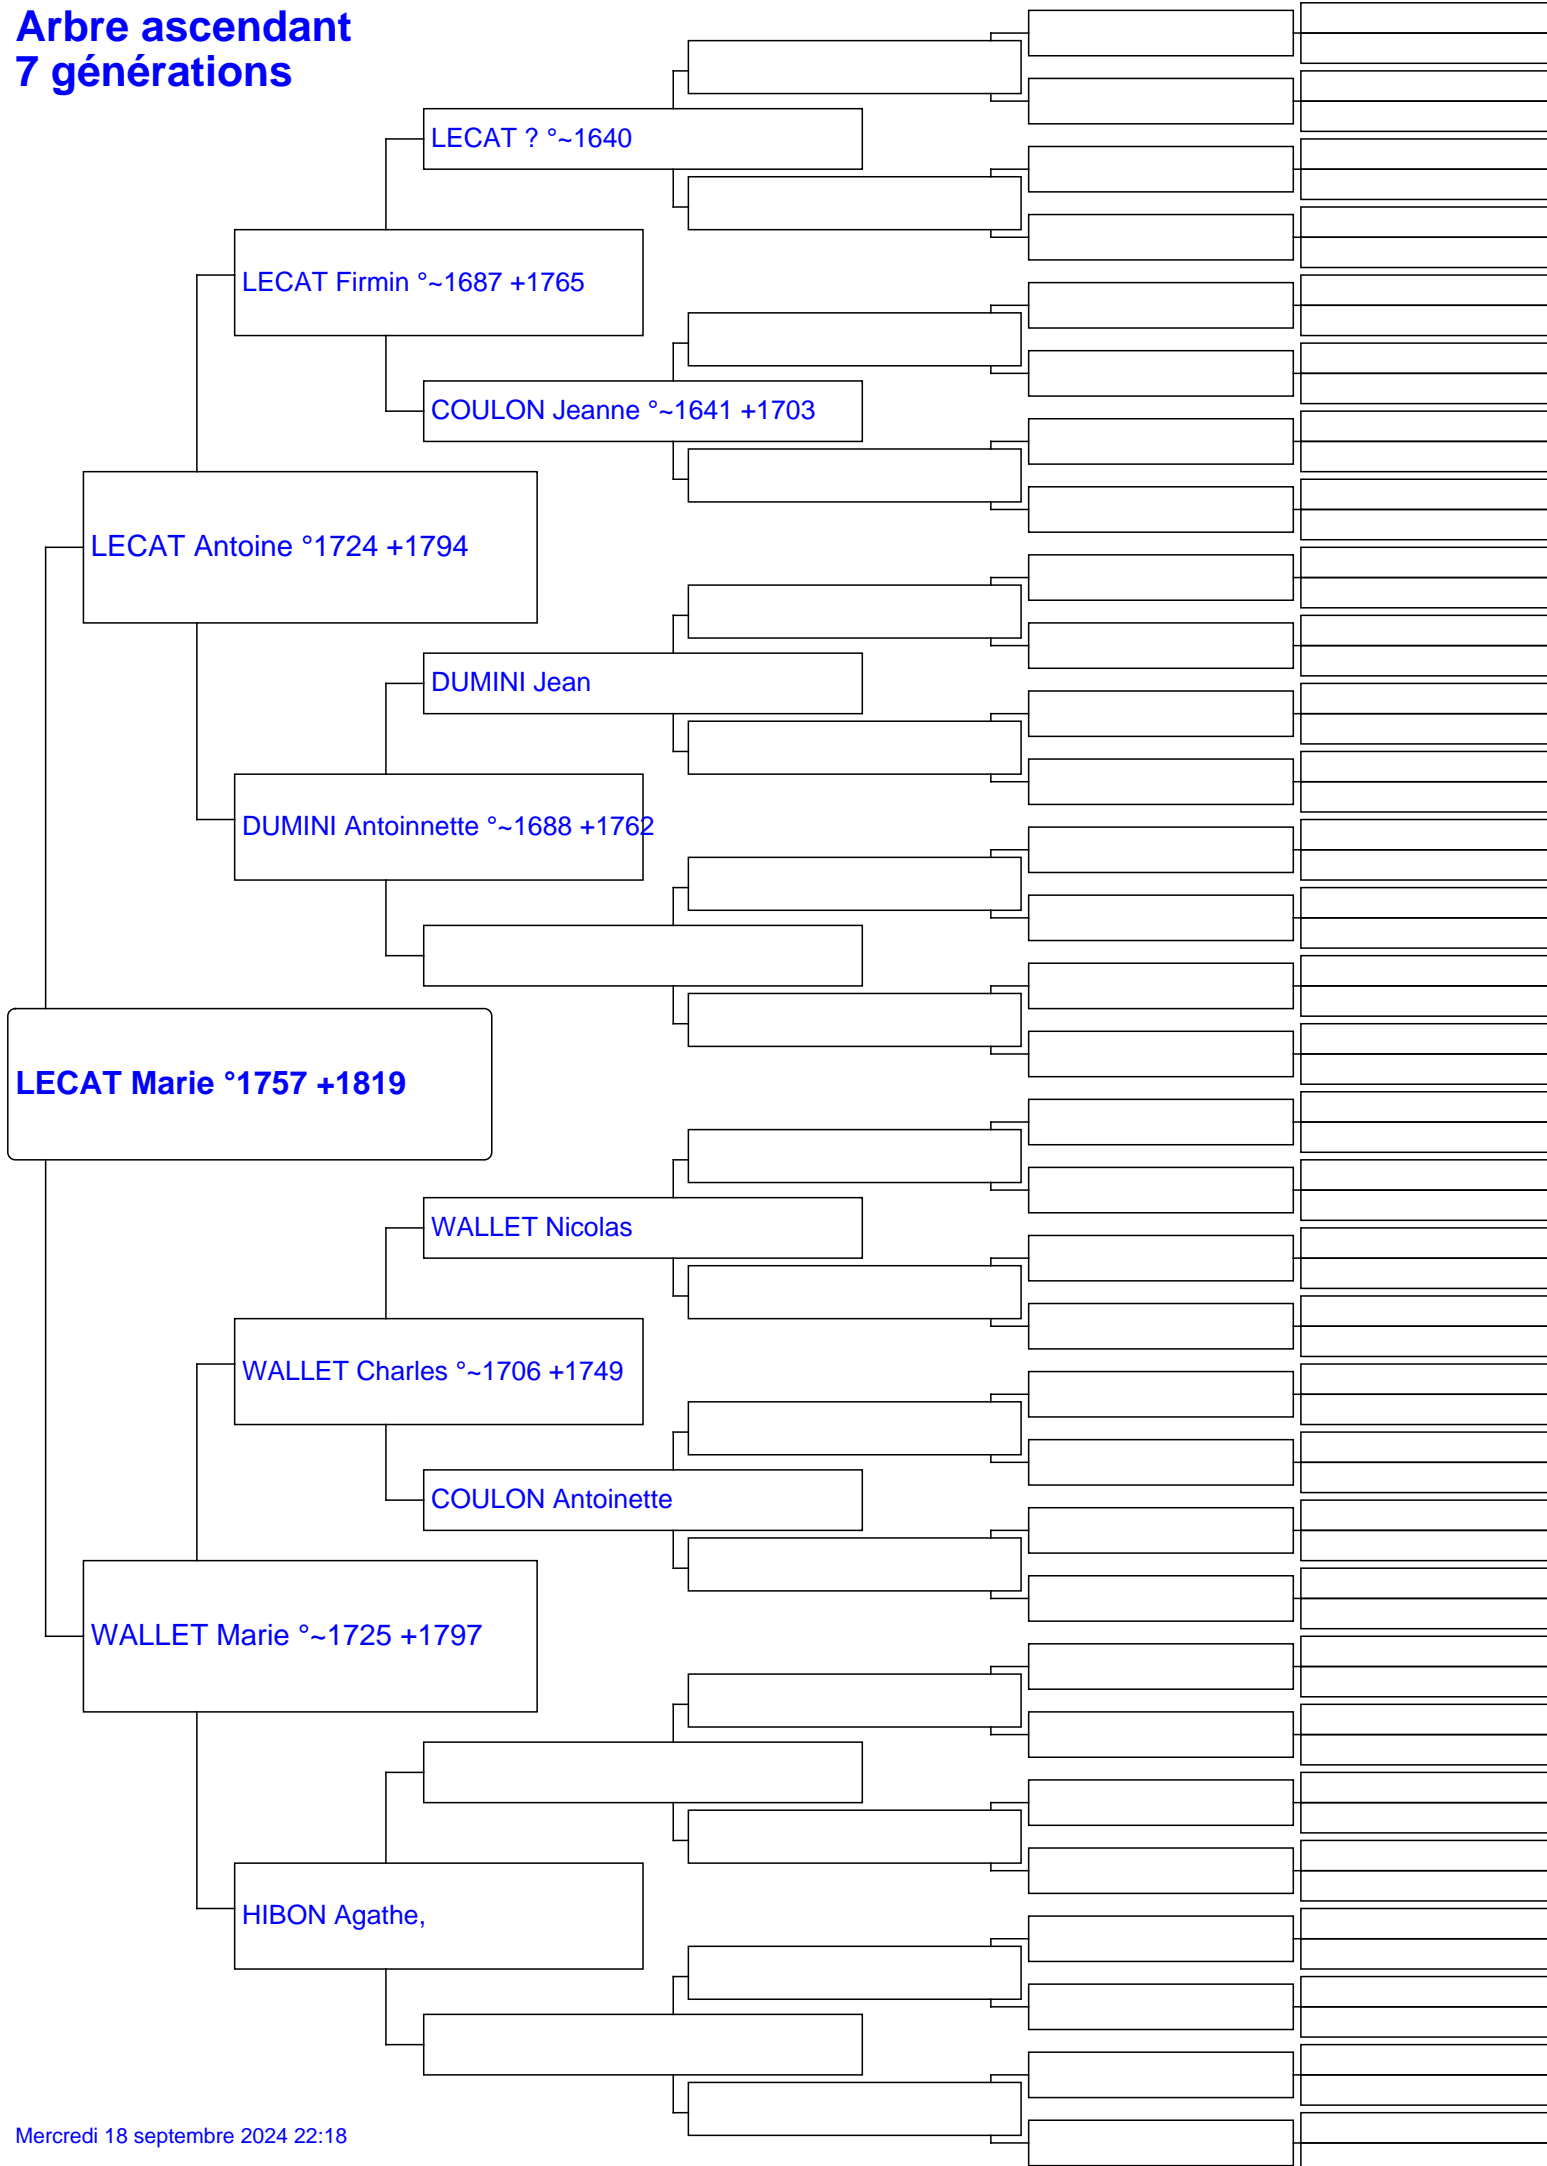 Arbre ascendant
7 générations
LECAT ? °~1640
LECAT Firmin °~1687 +1765
COULON Jeanne °~1641 +1703
LECAT Antoine °1724 +1794
DUMINI Jean
DUMINI Antoinnette °~1688 +1762
LECAT Marie °1757 +1819
WALLET Nicolas
WALLET Charles °~1706 +1749
COULON Antoinette
WALLET Marie °~1725 +1797
HIBON Agathe,
Mercredi 18 septembre 2024 22:18